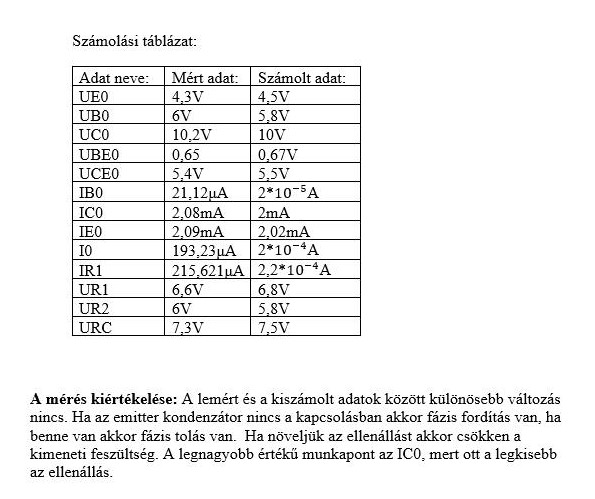 Számolási táblázat:
Adat neve: Mért adat: Számolt adat:
UE0 4,3V 4,5V
UB0 6V 5,8V
UC0 10,2V 10V
UBE0 0,65 0,67V
UCE0 5,4V 5,5V
IB0 21,12µA 2*10⁻⁵A
IC0 2,08mA 2mA
IE0 2,09mA 2,02mA
I0 193,23µA 2*10⁻⁴A
IR1 215,621µA 2,2*10⁻⁴A
UR1 6,6V 6,8V
UR2 6V 5,8V
URC 7,3V 7,5V
A mérés kiértékelése: A lemért és a kiszámolt adatok között különösebb változás
nincs. Ha az emitter kondenzátor nincs a kapcsolásban akkor fázis fordítás van, ha
benne van akkor fázis tolás van. Ha növeljük az ellenállást akkor csökken a
kimeneti feszültség. A legnagyobb értékű munkapont az IC0, mert ott a legkisebb
az ellenállás.